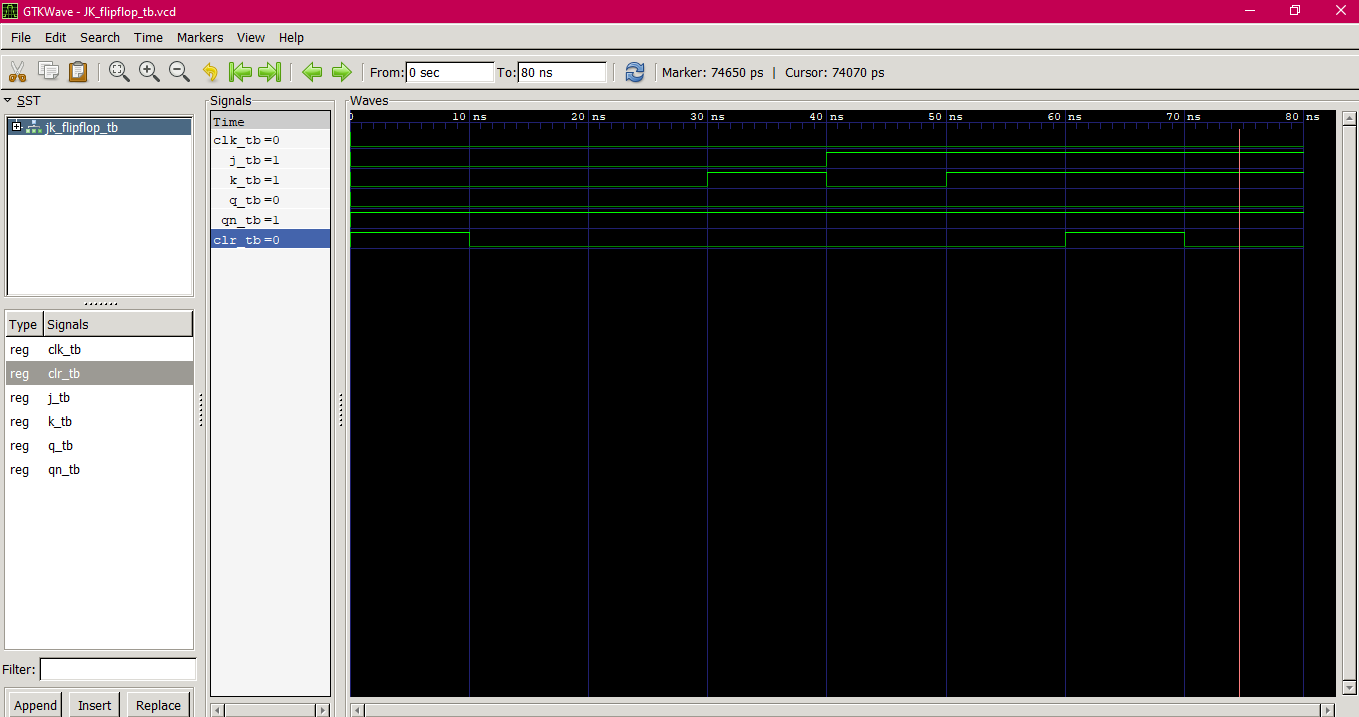 GTKWave - JK_flipflop_tb.vcd
File Edit Search Time Markers View Help
From: 0 sec To: 80 ns Marker: 74650 ps | Cursor: 74070 ps
SST
jk_flipflop_tb
Type Signals
reg clk_tb
reg clr_tb
reg j_tb
reg k_tb
reg q_tb
reg qn_tb
Filter:
Append Insert Replace
Signals
Time
clk_tb=0
j_tb=1
k_tb=1
q_tb=0
qn_tb=1
clr_tb=0
Waves
0 10 ns 20 ns 30 ns 40 ns 50 ns 60 ns 70 ns 80 ns